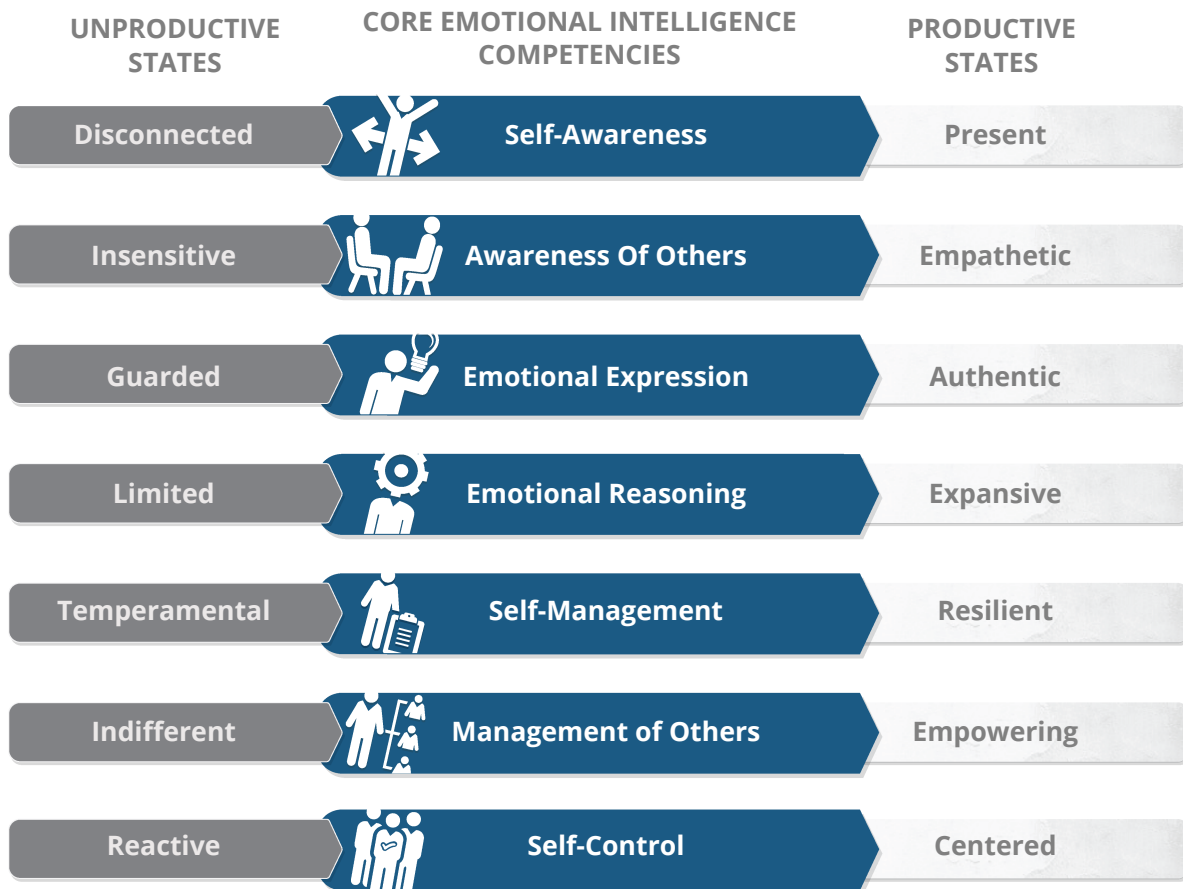 UNPRODUCTIVE
STATES
CORE EMOTIONAL INTELLIGENCE
COMPETENCIES
PRODUCTIVE
STATES
Disconnected
Self-Awareness
Present
Insensitive
Awareness Of Others
Empathetic
Guarded
Emotional Expression
Authentic
Limited
Emotional Reasoning
Expansive
Temperamental
Self-Management
Resilient
Indifferent
Management of Others
Empowering
Reactive
Self-Control
Centered